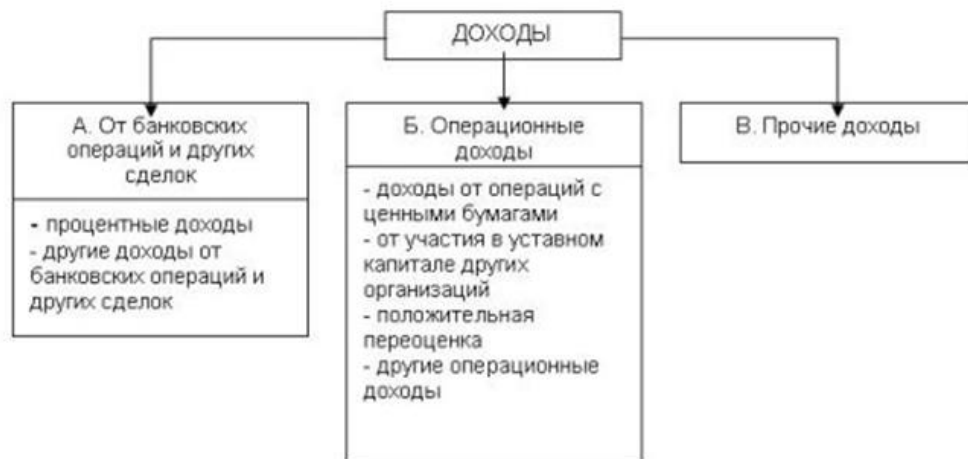 ДОХОДЫ
А. От банковских
операций и других
сделок
- процентные доходы
- другие доходы от
банковских операций и
других сделок
Б. Операционные
доходы
- доходы от операций с
ценными бумагами
- от участия в уставном
капитале других
организаций
- положительная
переоценка
- другие операционные
доходы
В. Прочие доходы